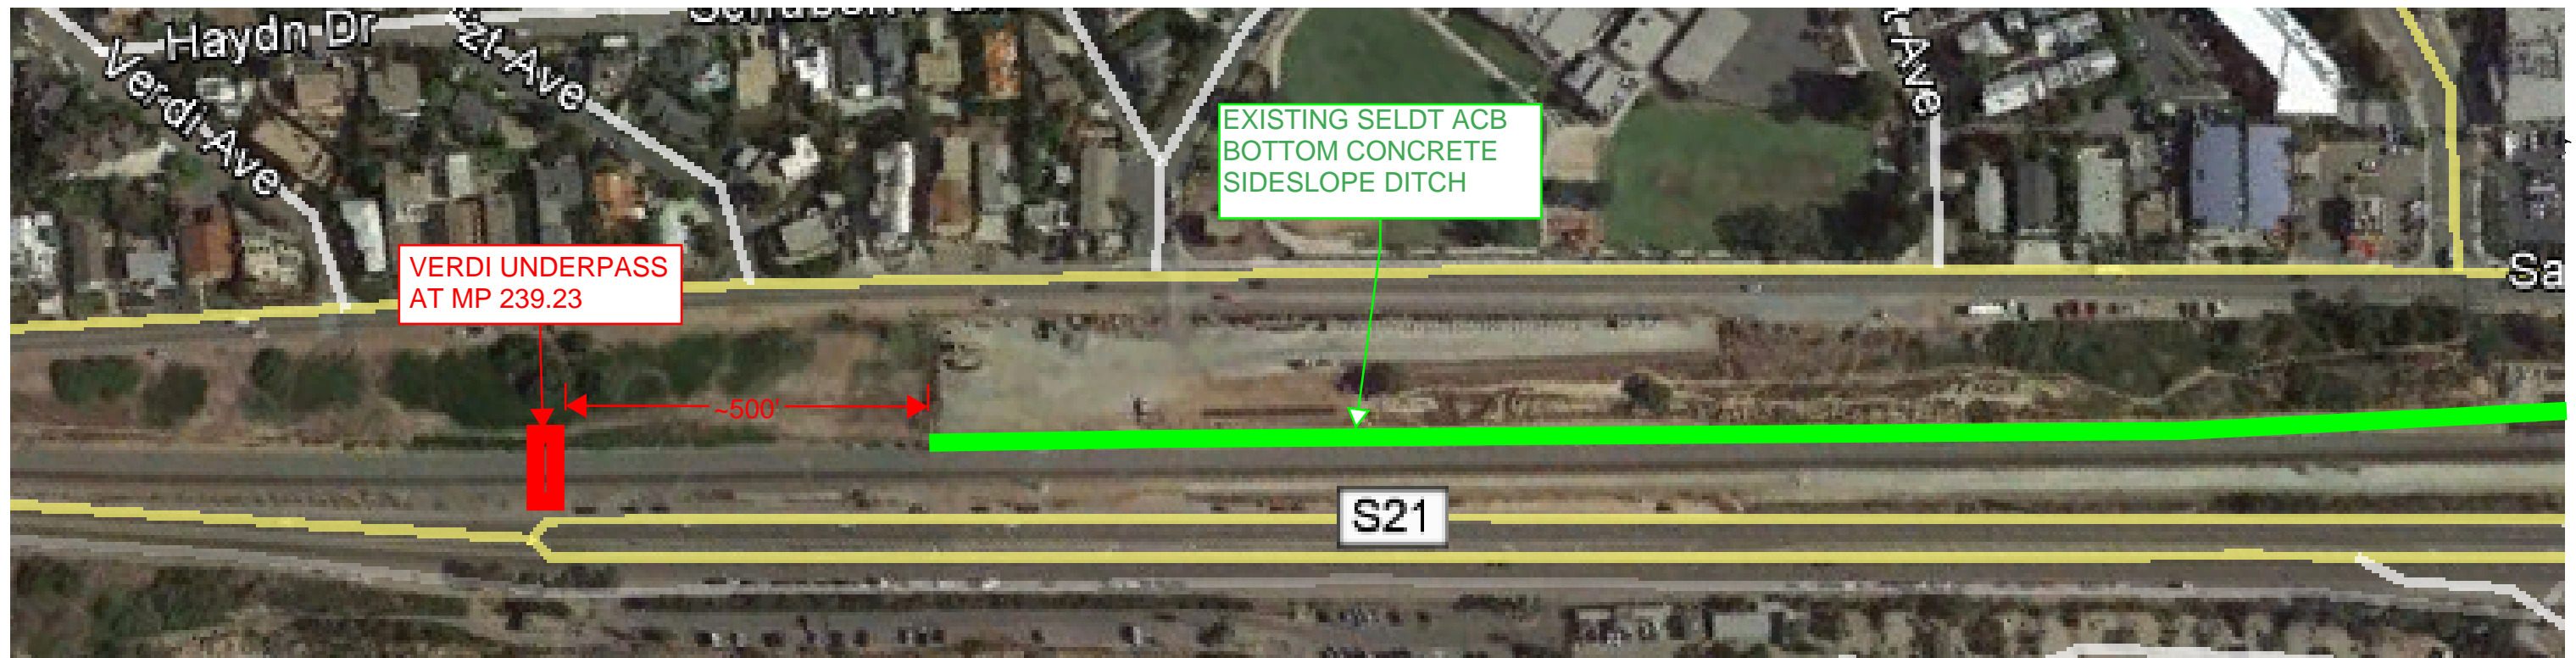 Haydn Dr
Verdi Ave
zt Ave
t Ave
EXISTING SELDT ACB
BOTTOM CONCRETE
SIDESLOPE DITCH
VERDI UNDERPASS
AT MP 239.23
Sa
~500'
S21